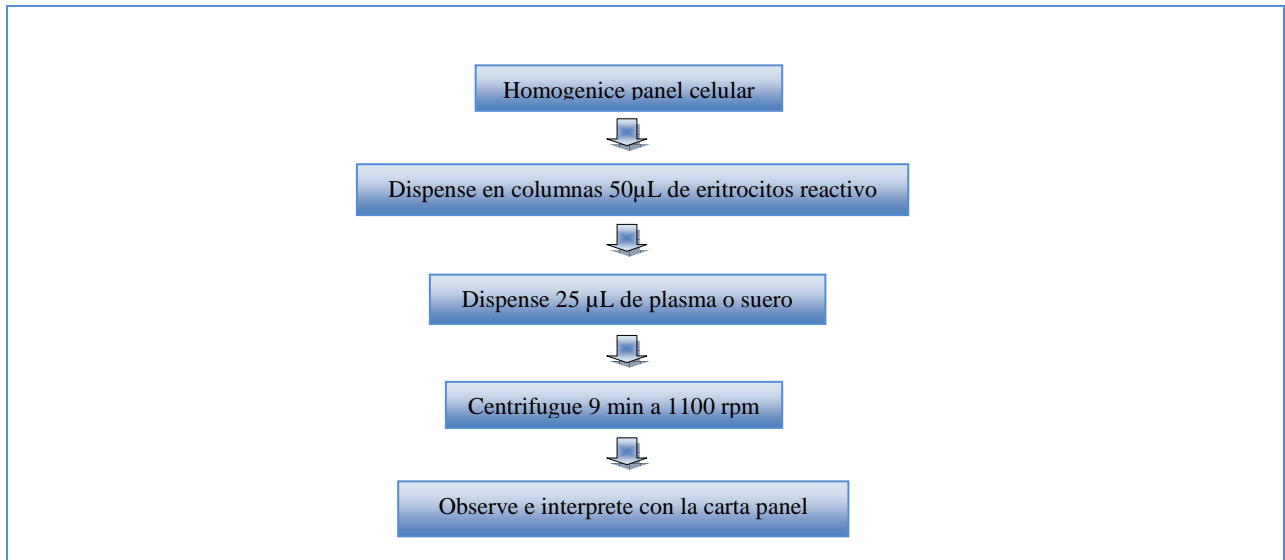 Homogenice panel celular
Dispense en columnas 50µL de eritrocitos reactivo
Dispense 25 µL de plasma o suero
Centrifugue 9 min a 1100 rpm
Observe e interprete con la carta panel